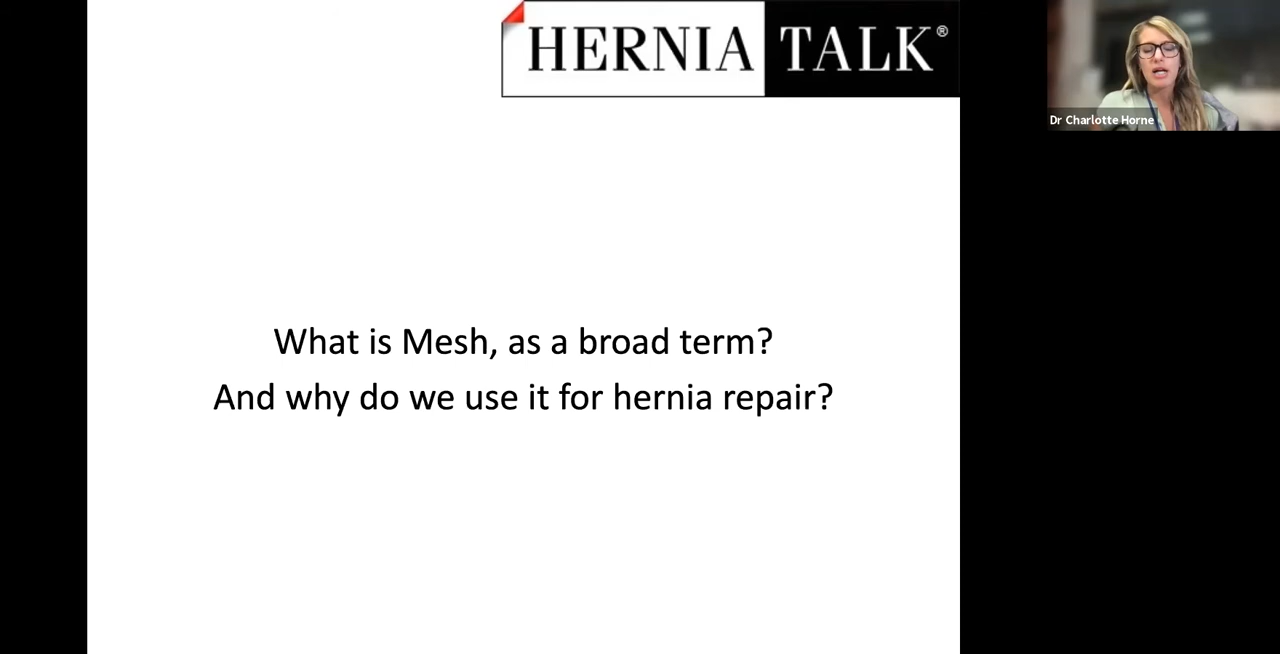 HERNIA TALK®
Dr Charlotte Horne
What is Mesh, as a broad term?
And why do we use it for hernia repair?